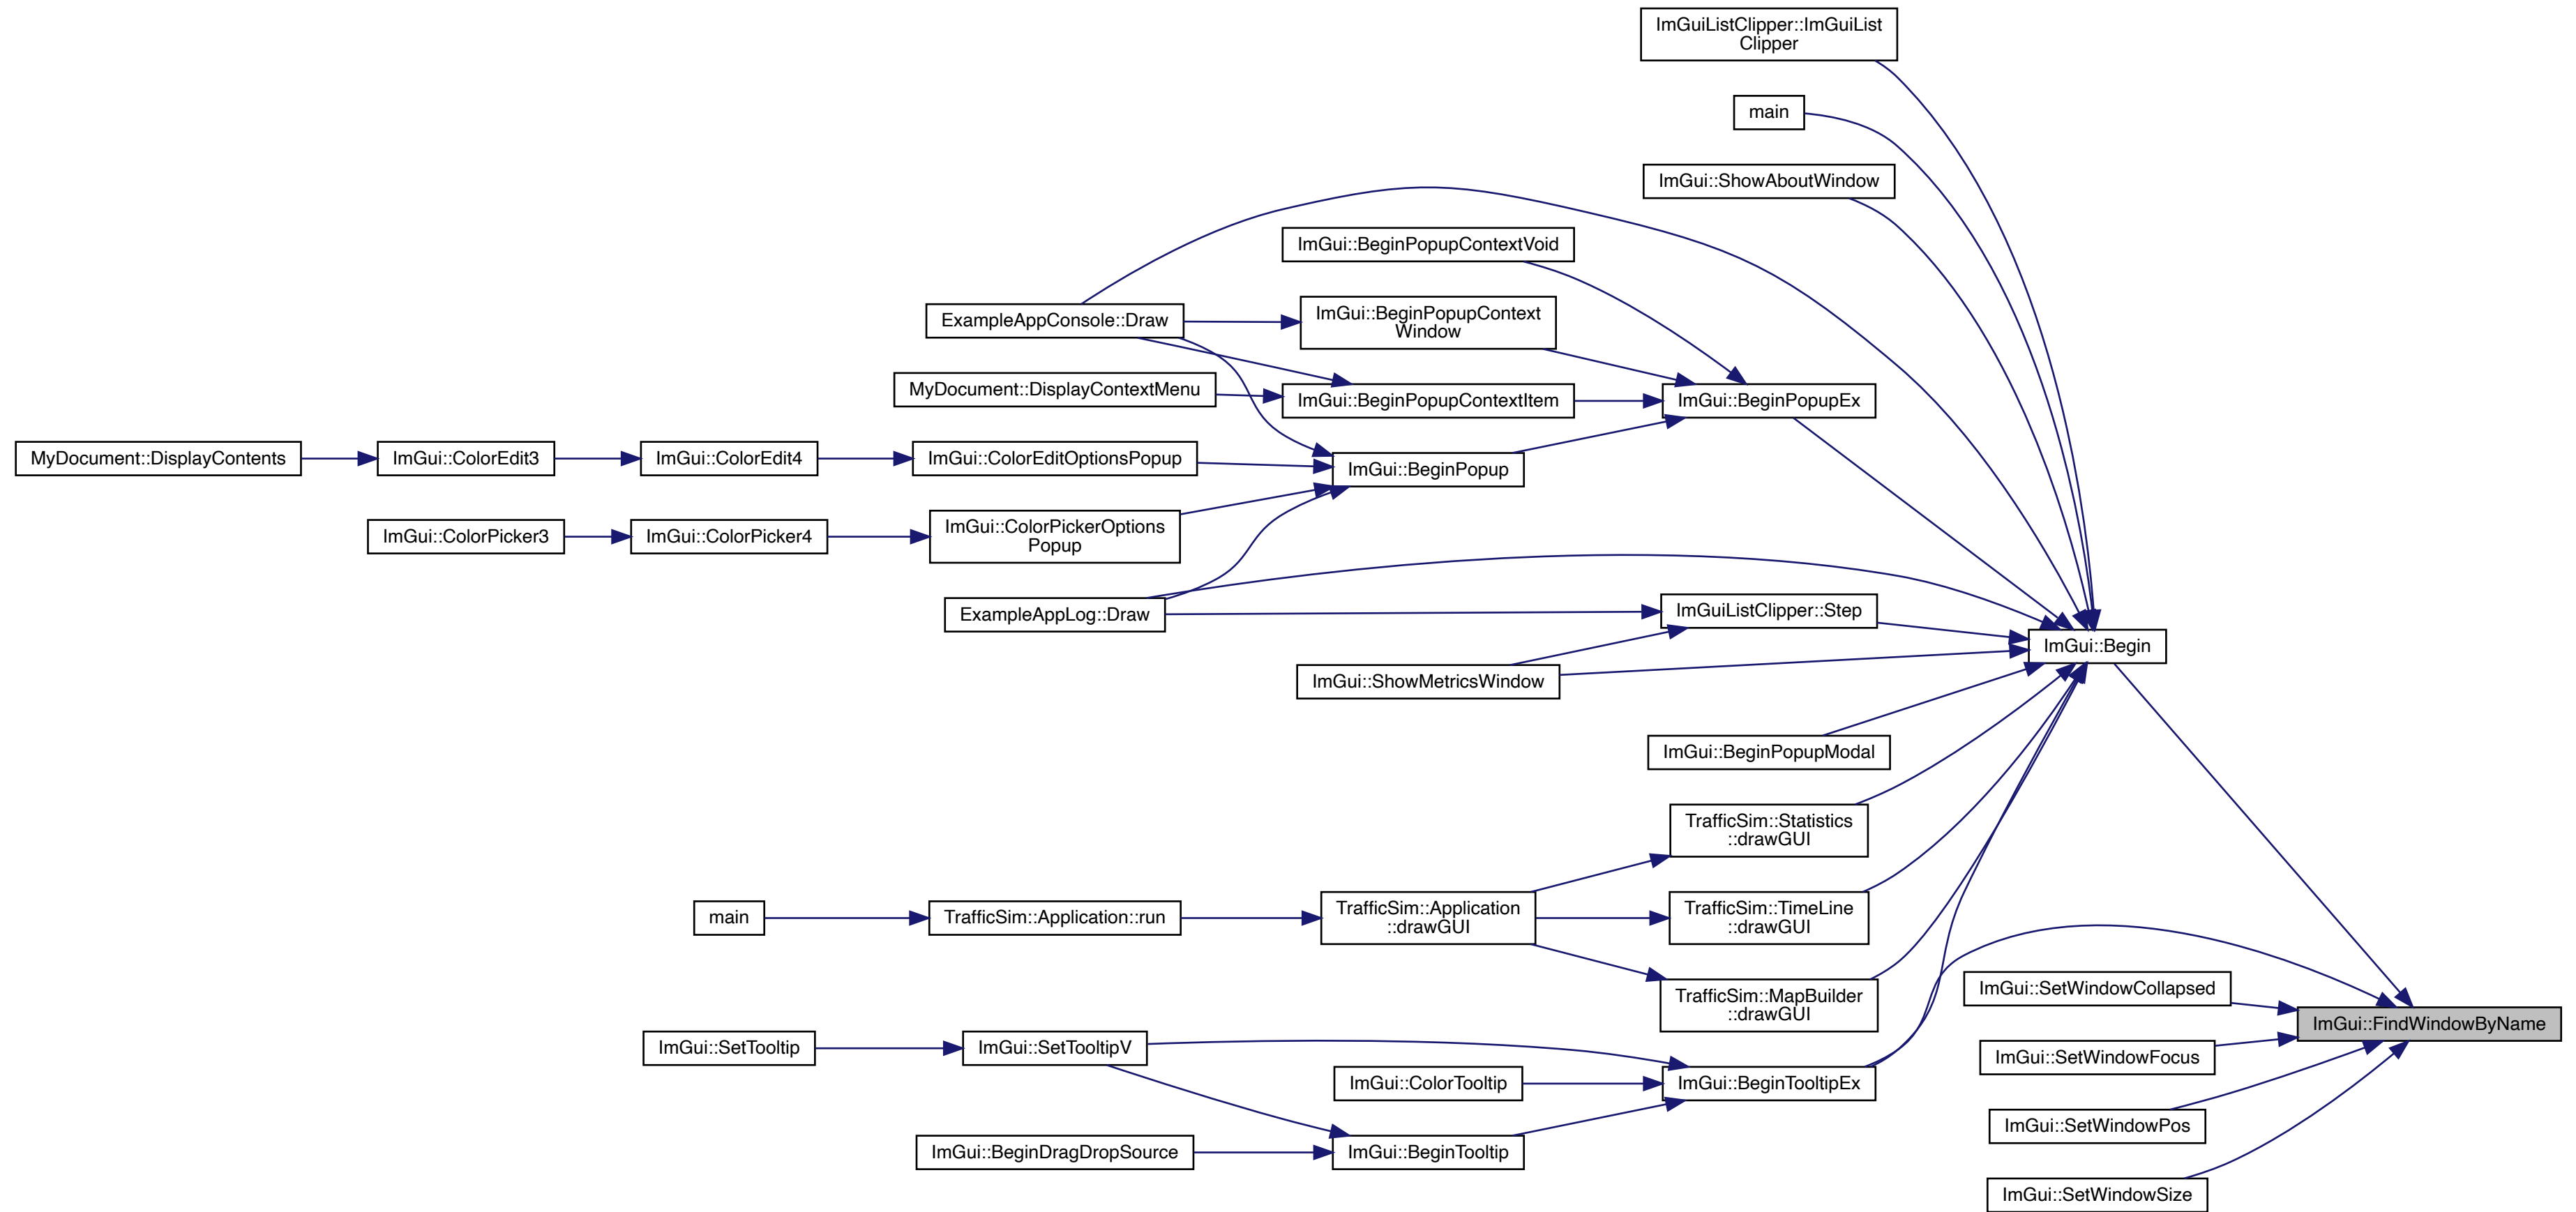 ImGuiListClipper::ImGuiList
Clipper
main
ImGui::ShowAboutWindow
ImGui::BeginPopupContextVoid
ExampleAppConsole::Draw
ImGui::BeginPopupContext
Window
MyDocument::DisplayContextMenu
ImGui::BeginPopupContextItem
ImGui::BeginPopupEx
MyDocument::DisplayContents
ImGui::ColorEdit3
ImGui::ColorEdit4
ImGui::ColorEditOptionsPopup
ImGui::BeginPopup
ImGui::ColorPicker3
ImGui::ColorPicker4
ImGui::ColorPickerOptions
Popup
ExampleAppLog::Draw
ImGuiListClipper::Step
ImGui::Begin
ImGui::ShowMetricsWindow
ImGui::BeginPopupModal
TrafficSim::Statistics
::drawGUI
main
TrafficSim::Application::run
TrafficSim::Application
::drawGUI
TrafficSim::TimeLine
::drawGUI
TrafficSim::MapBuilder
::drawGUI
ImGui::SetWindowCollapsed
ImGui::FindWindowByName
ImGui::SetTooltip
ImGui::SetTooltipV
ImGui::SetWindowFocus
ImGui::ColorTooltip
ImGui::BeginTooltipEx
ImGui::SetWindowPos
ImGui::BeginDragDropSource
ImGui::BeginTooltip
ImGui::SetWindowSize